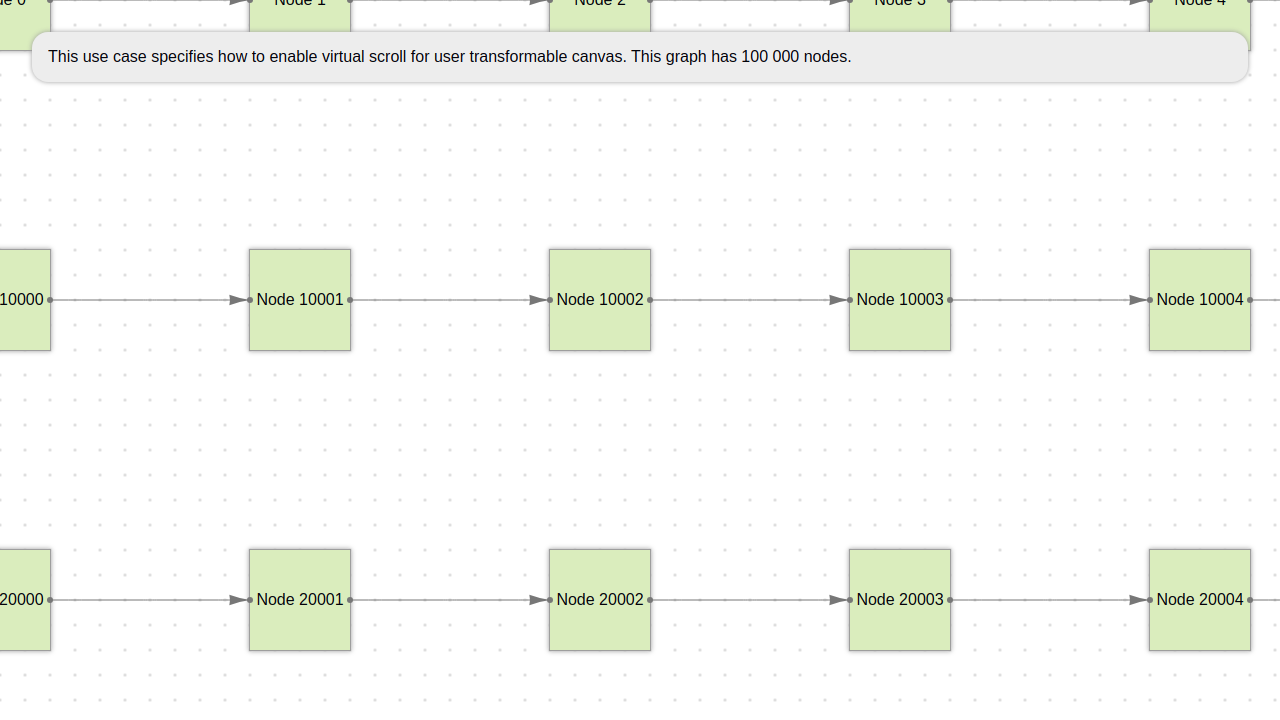 Node 1 Node 2 Node 3 Node 4
This use case specifies how to enable virtual scroll for user transformable canvas. This graph has 100 000 nodes.
10000 Node 10001 Node 10002 Node 10003 Node 10004
20000 Node 20001 Node 20002 Node 20003 Node 20004